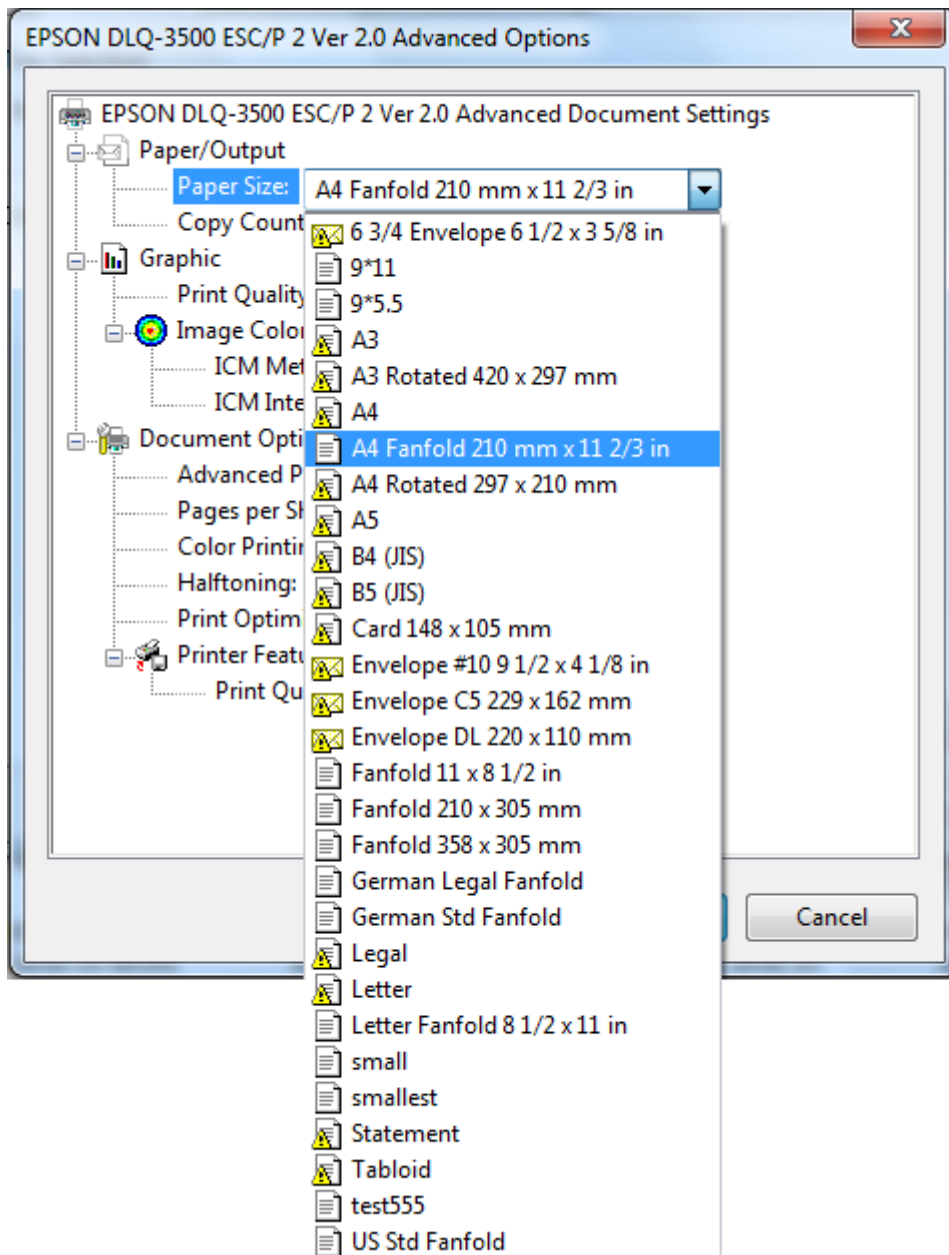 EPSON DLQ-3500 ESC/P 2 Ver 2.0 Advanced Options
EPSON DLQ-3500 ESC/P 2 Ver 2.0 Advanced Document Settings
Paper/Output
Paper Size: A4 Fanfold 210 mm x 11 2/3 in
Copy Count
Graphic
Print Quality
Image Color
ICM Met
ICM Inte
Document Opti
Advanced P
Pages per Sh
Color Printin
Halftoning:
Print Optimi
Printer Featu
Print Qu
6 3/4 Envelope 6 1/2 x 3 5/8 in
9*11
9*5.5
A3
A3 Rotated 420 x 297 mm
A4
A4 Fanfold 210 mm x 11 2/3 in
A4 Rotated 297 x 210 mm
A5
B4 (JIS)
B5 (JIS)
Card 148 x 105 mm
Envelope #10 9 1/2 x 4 1/8 in
Envelope C5 229 x 162 mm
Envelope DL 220 x 110 mm
Fanfold 11 x 8 1/2 in
Fanfold 210 x 305 mm
Fanfold 358 x 305 mm
German Legal Fanfold
German Std Fanfold
Legal
Letter
Letter Fanfold 8 1/2 x 11 in
small
smallest
Statement
Tabloid
test555
US Std Fanfold
Cancel